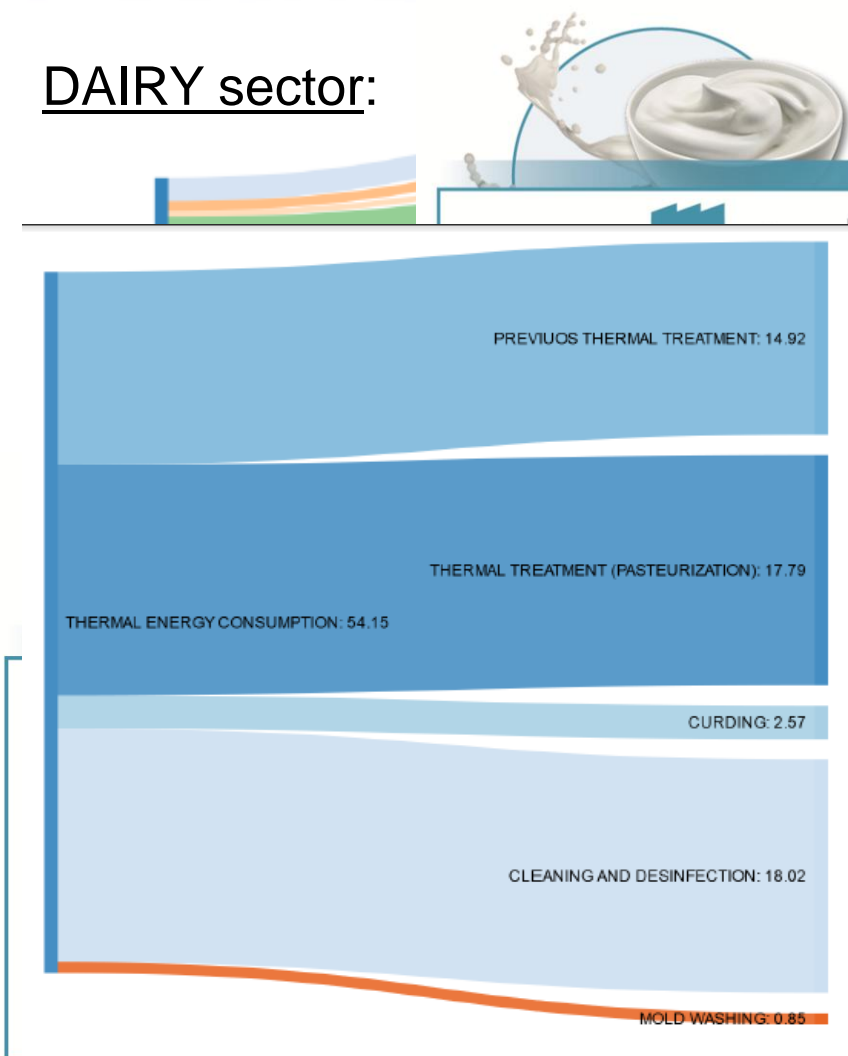 DAIRY sector:
PREVIUOS THERMAL TREATMENT: 14.92
THERMAL TREATMENT (PASTEURIZATION): 17.79
THERMAL ENERGY CONSUMPTION: 54.15
CURDING: 2.57
CLEANING AND DESINFECTION: 18.02
MOLD WASHING: 0.85